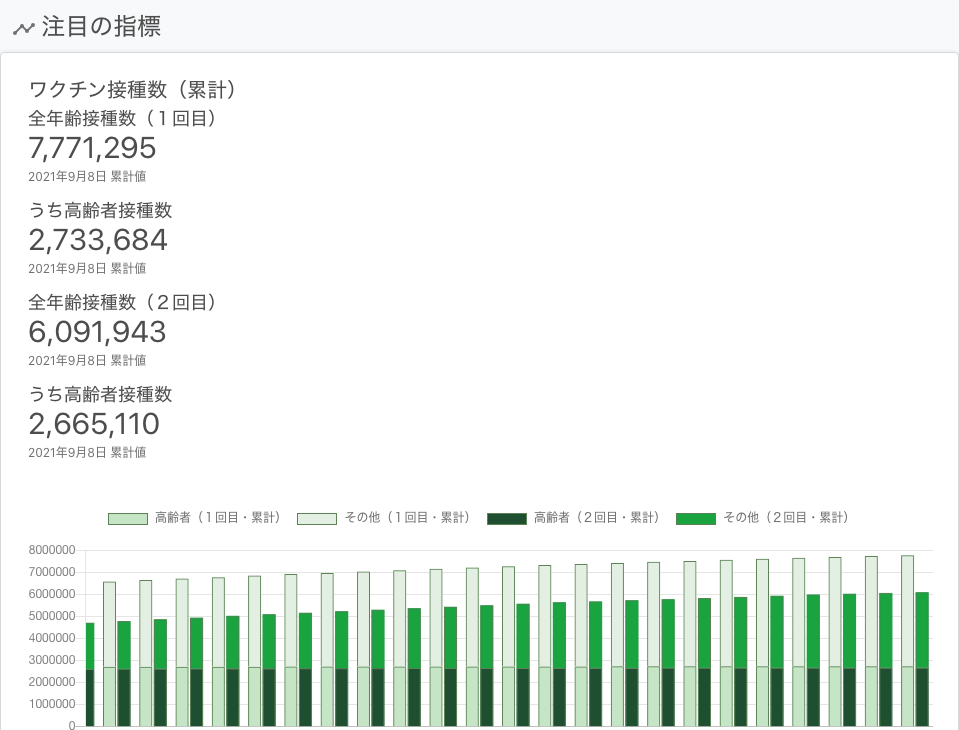 注目の指標
ワクチン接種数（累計）
全年齢接種数（１回目）
7,771,295
2021年9月8日 累計値
うち高齢者接種数
2,733,684
2021年9月8日 累計値
全年齢接種数（２回目）
6,091,943
2021年9月8日 累計値
うち高齢者接種数
2,665,110
2021年9月8日 累計値
高齢者（１回目・累計） その他（１回目・累計） 高齢者（２回目・累計） その他（２回目・累計）
8000000
7000000
6000000
5000000
4000000
3000000
2000000
1000000
0